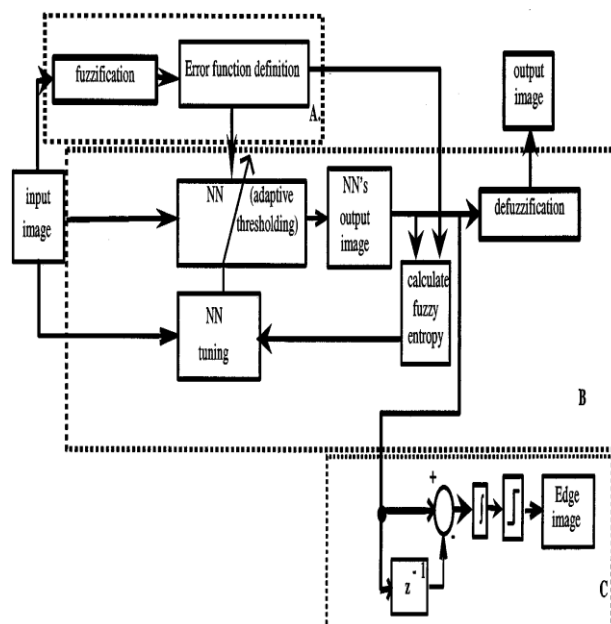 fuzzification
Error function definition
A.
output
image
input
image
NN (adaptive
thresholding)
NN's
output
image
defuzzification
calculate
fuzzy
entropy
NN
tuning
B
+
-
Edge
image
z⁻¹
C